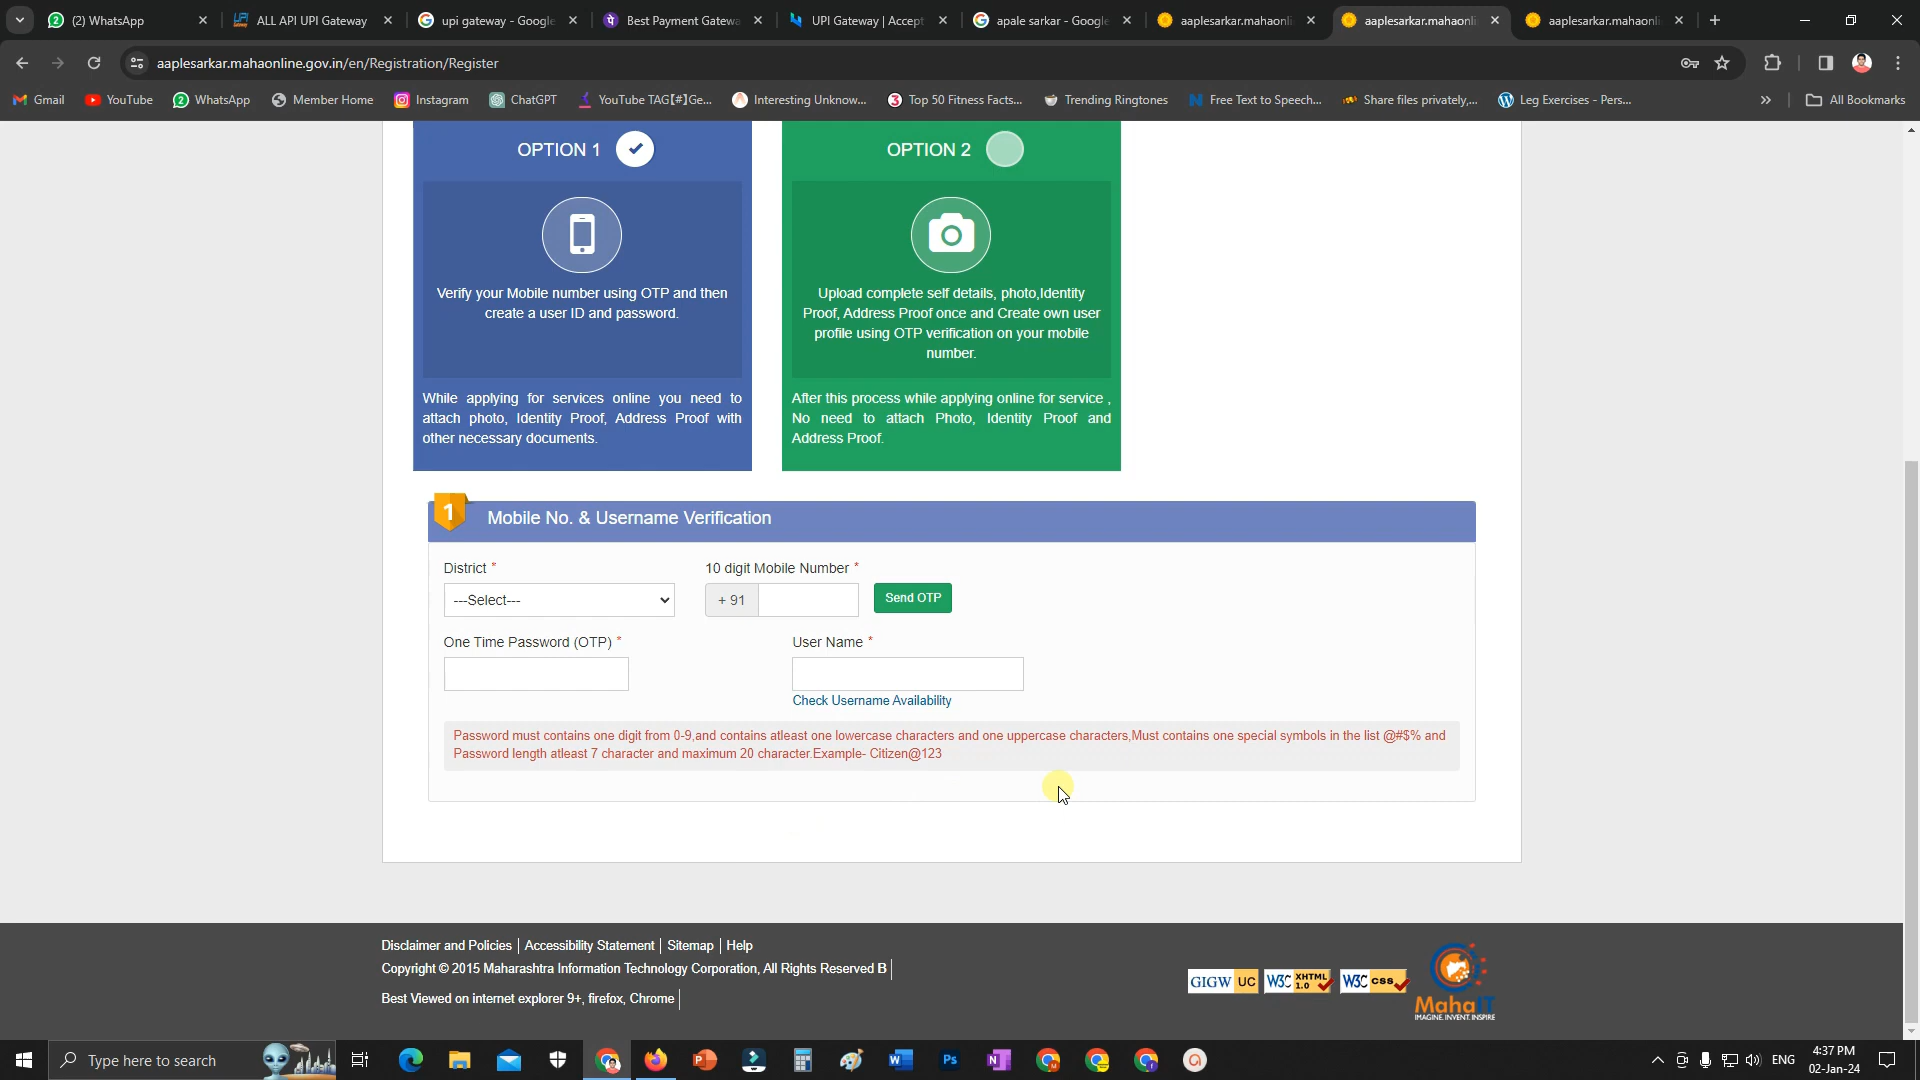 (2) WhatsApp
ALL API UPI Gateway
upi gateway - Google
Best Payment Gatewa
UPI Gateway | Accept
apale sarkar - Google
aaplesarkar.mahaonli
aaplesarkar.mahaonli
aaplesarkar.mahaonli
aaplesarkar.mahaonline.gov.in/en/Registration/Register
Gmail
YouTube
WhatsApp
Member Home
Instagram
ChatGPT
YouTube TAG[#]Ge...
Interesting Unknow...
Top 50 Fitness Facts...
Trending Ringtones
Free Text to Speech...
Share files privately,...
Leg Exercises - Pers...
All Bookmarks
OPTION 1
Verify your Mobile number using OTP and then
create a user ID and password.
While applying for services online you need to
attach photo, Identity Proof, Address Proof with
other necessary documents.
OPTION 2
Upload complete self details, photo,Identity
Proof, Address Proof once and Create own user
profile using OTP verification on your mobile
number.
After this process while applying online for service ,
No need to attach Photo, Identity Proof and
Address Proof.
1 Mobile No. & Username Verification
District *
10 digit Mobile Number *
---Select---
+ 91
Send OTP
One Time Password (OTP) *
User Name *
Check Username Availability
Password must contains one digit from 0-9,and contains atleast one lowercase characters and one uppercase characters,Must contains one special symbols in the list @#$% and
Password length atleast 7 character and maximum 20 character.Example- Citizen@123
Disclaimer and Policies | Accessibility Statement | Sitemap | Help
Copyright © 2015 Maharashtra Information Technology Corporation, All Rights Reserved B
Best Viewed on internet explorer 9+, firefox, Chrome
GIGW UC
W3C XHTML 1.0
W3C css
MahaIT
IMAGINE. INVENT. INSPIRE
Type here to search
ENG
4:37 PM
02-Jan-24